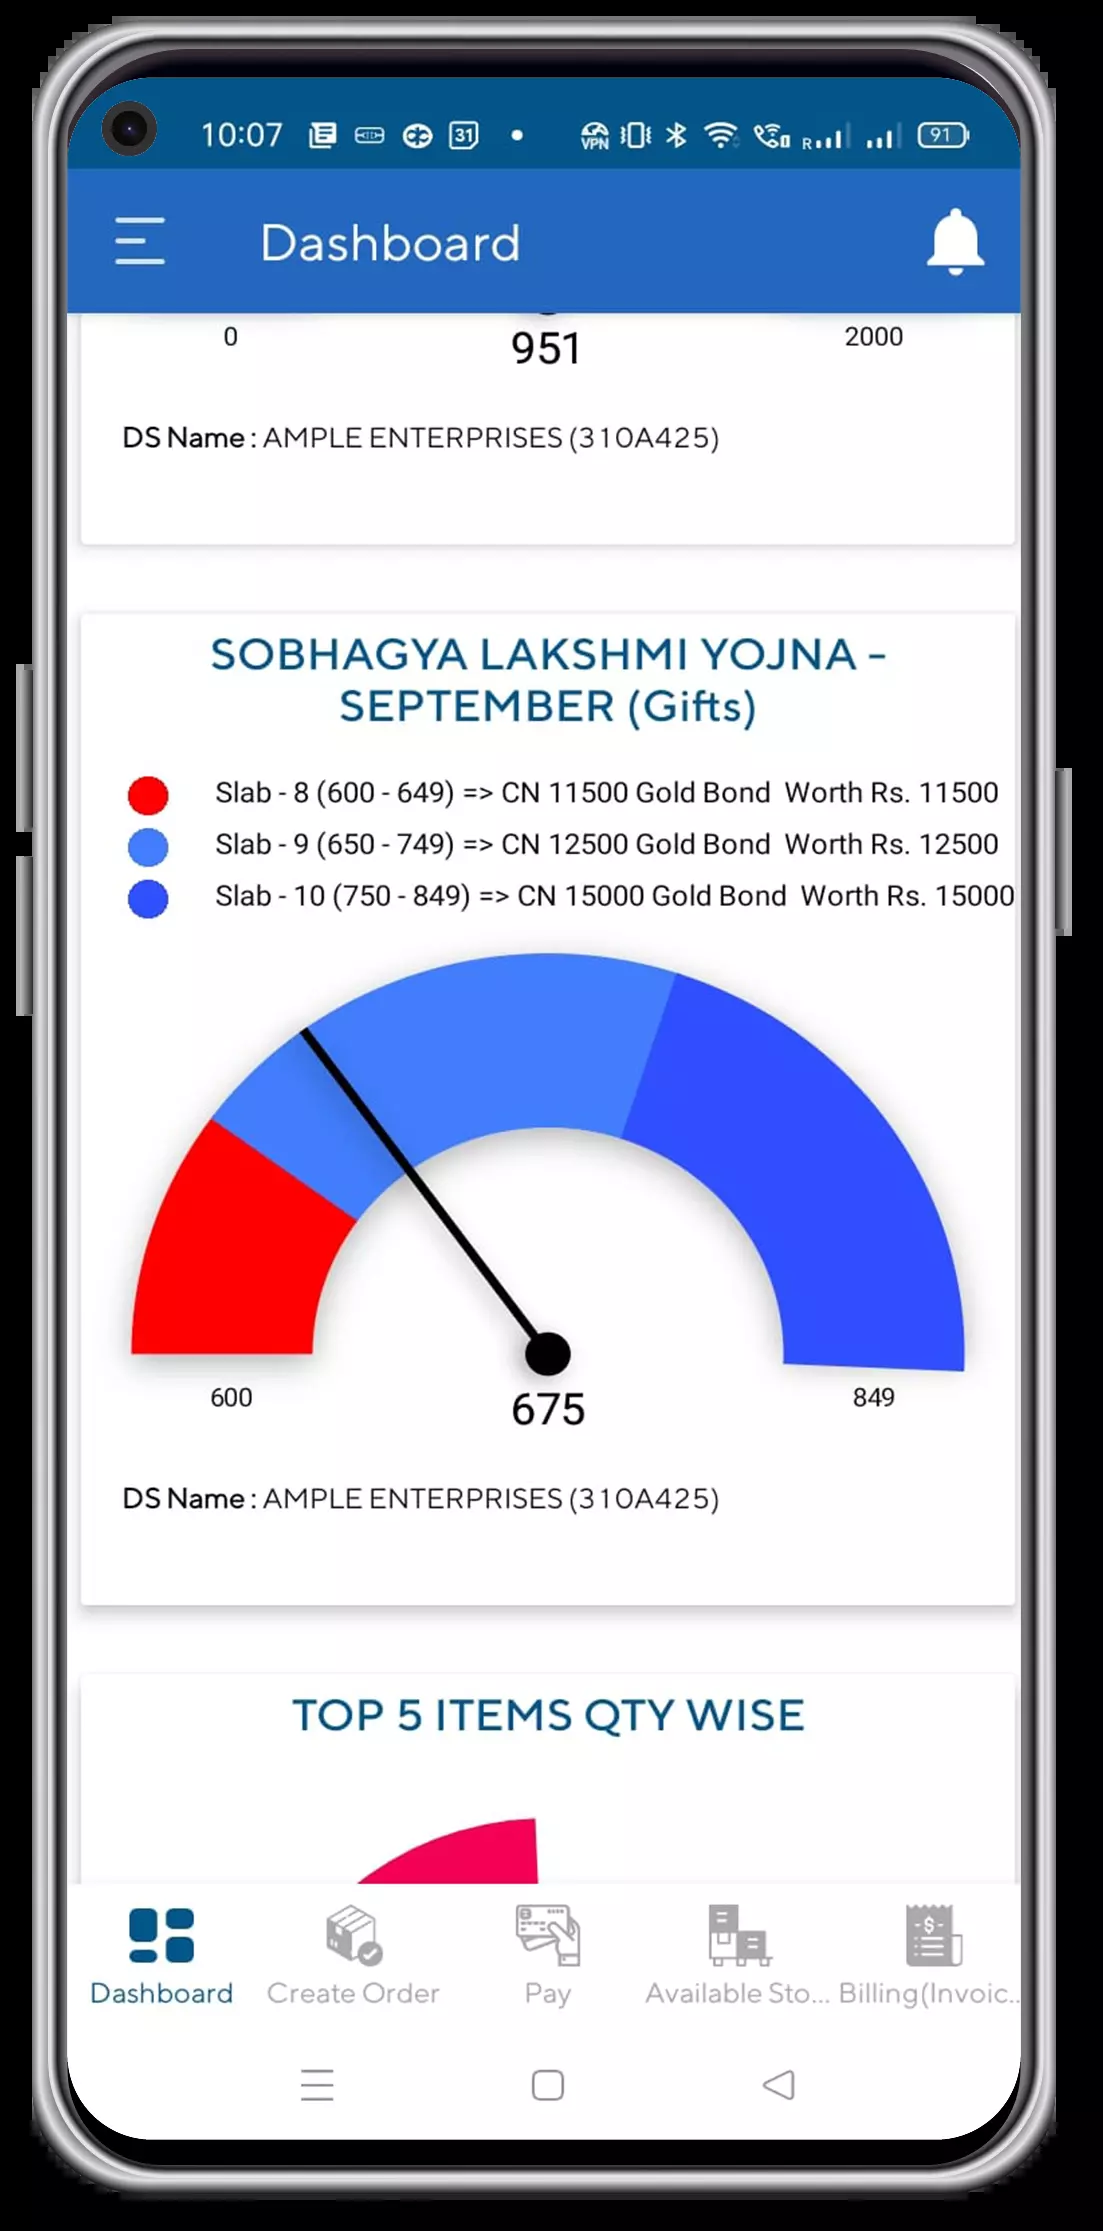 10:07 31 VPN R 91
Dashboard
0 951 2000
DS Name : AMPLE ENTERPRISES (310A425)
SOBHAGYA LAKSHMI YOJNA -
SEPTEMBER (Gifts)
Slab - 8 (600 - 649) => CN 11500 Gold Bond Worth Rs. 11500
Slab - 9 (650 - 749) => CN 12500 Gold Bond Worth Rs. 12500
Slab - 10 (750 - 849) => CN 15000 Gold Bond Worth Rs. 15000
600 675 849
DS Name : AMPLE ENTERPRISES (310A425)
TOP 5 ITEMS QTY WISE
Dashboard Create Order Pay Available Sto... Billing(Invoic...